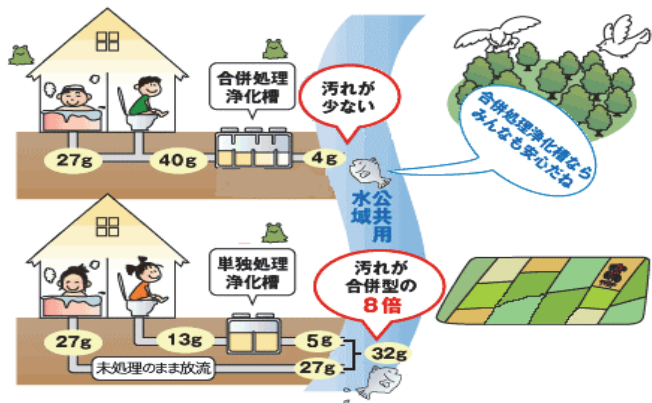 合併処理
浄化槽
汚れが
少ない
合併処理浄化槽なら
みんなも安心だね
27g
40g
4g
公共用
水域
単独処理
浄化槽
汚れが
合併型の
8倍
27g
13g
5g
32g
未処理のまま放流
27g